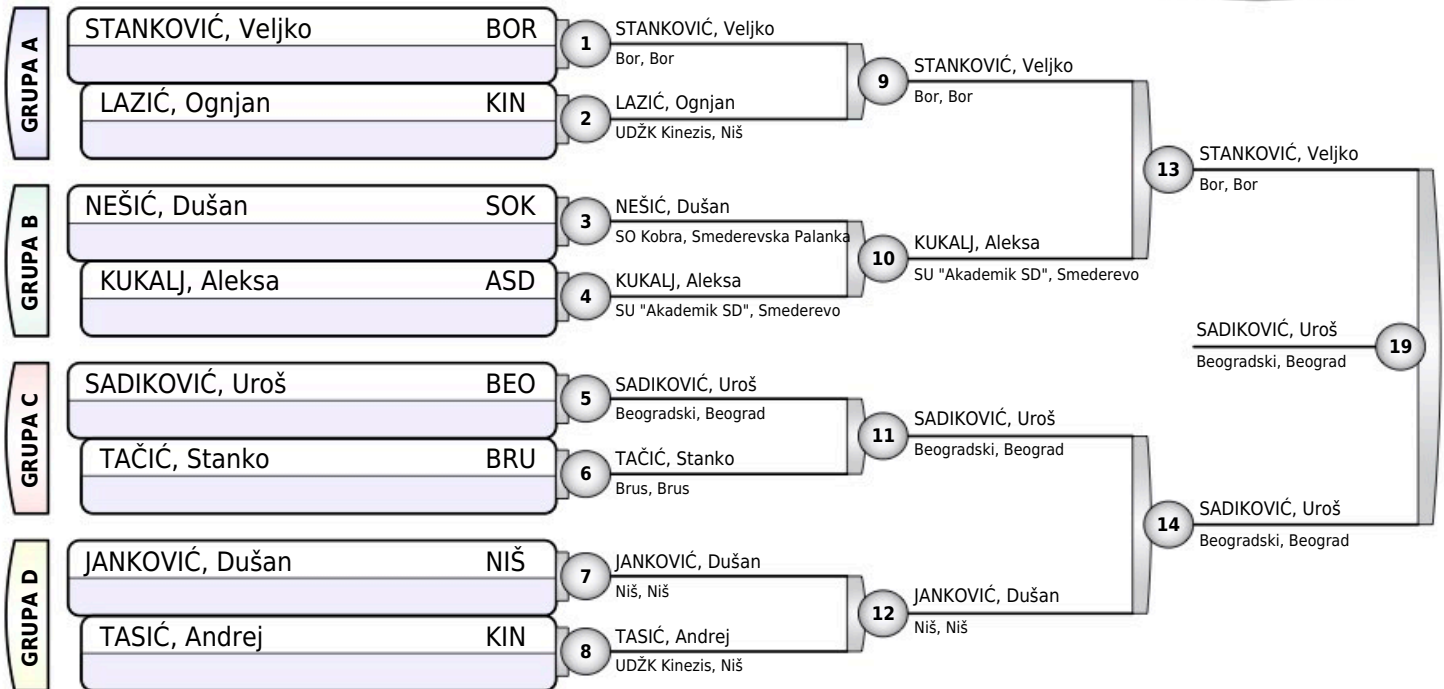 GRUPA A
STANKOVIĆ, Veljko BOR
LAZIĆ, Ognjan KIN
GRUPA B
NEŠIĆ, Dušan SOK
KUKALJ, Aleksa ASD
GRUPA C
SADIKOVIĆ, Uroš BEO
TAČIĆ, Stanko BRU
GRUPA D
JANKOVIĆ, Dušan NIŠ
TASIĆ, Andrej KIN
1 STANKOVIĆ, Veljko
Bor, Bor
2 LAZIĆ, Ognjan
UDŽK Kinezis, Niš
3 NEŠIĆ, Dušan
SO Kobra, Smederevska Palanka
4 KUKALJ, Aleksa
SU "Akademik SD", Smederevo
5 SADIKOVIĆ, Uroš
Beogradski, Beograd
6 TAČIĆ, Stanko
Brus, Brus
7 JANKOVIĆ, Dušan
Niš, Niš
8 TASIĆ, Andrej
UDŽK Kinezis, Niš
9 STANKOVIĆ, Veljko
Bor, Bor
10 KUKALJ, Aleksa
SU "Akademik SD", Smederevo
11 SADIKOVIĆ, Uroš
Beogradski, Beograd
12 JANKOVIĆ, Dušan
Niš, Niš
13 STANKOVIĆ, Veljko
Bor, Bor
14 SADIKOVIĆ, Uroš
Beogradski, Beograd
SADIKOVIĆ, Uroš 19
Beogradski, Beograd